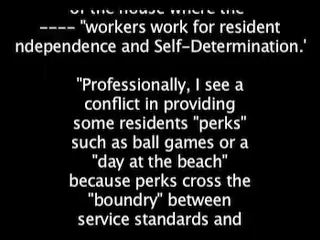 of the house where the
---- "workers work for resident
ndependence and Self-Determination.'
"Professionally, I see a
conflict in providing
some residents "perks"
such as ball games or a
"day at the beach"
because perks cross the
"boundry" between
service standards and